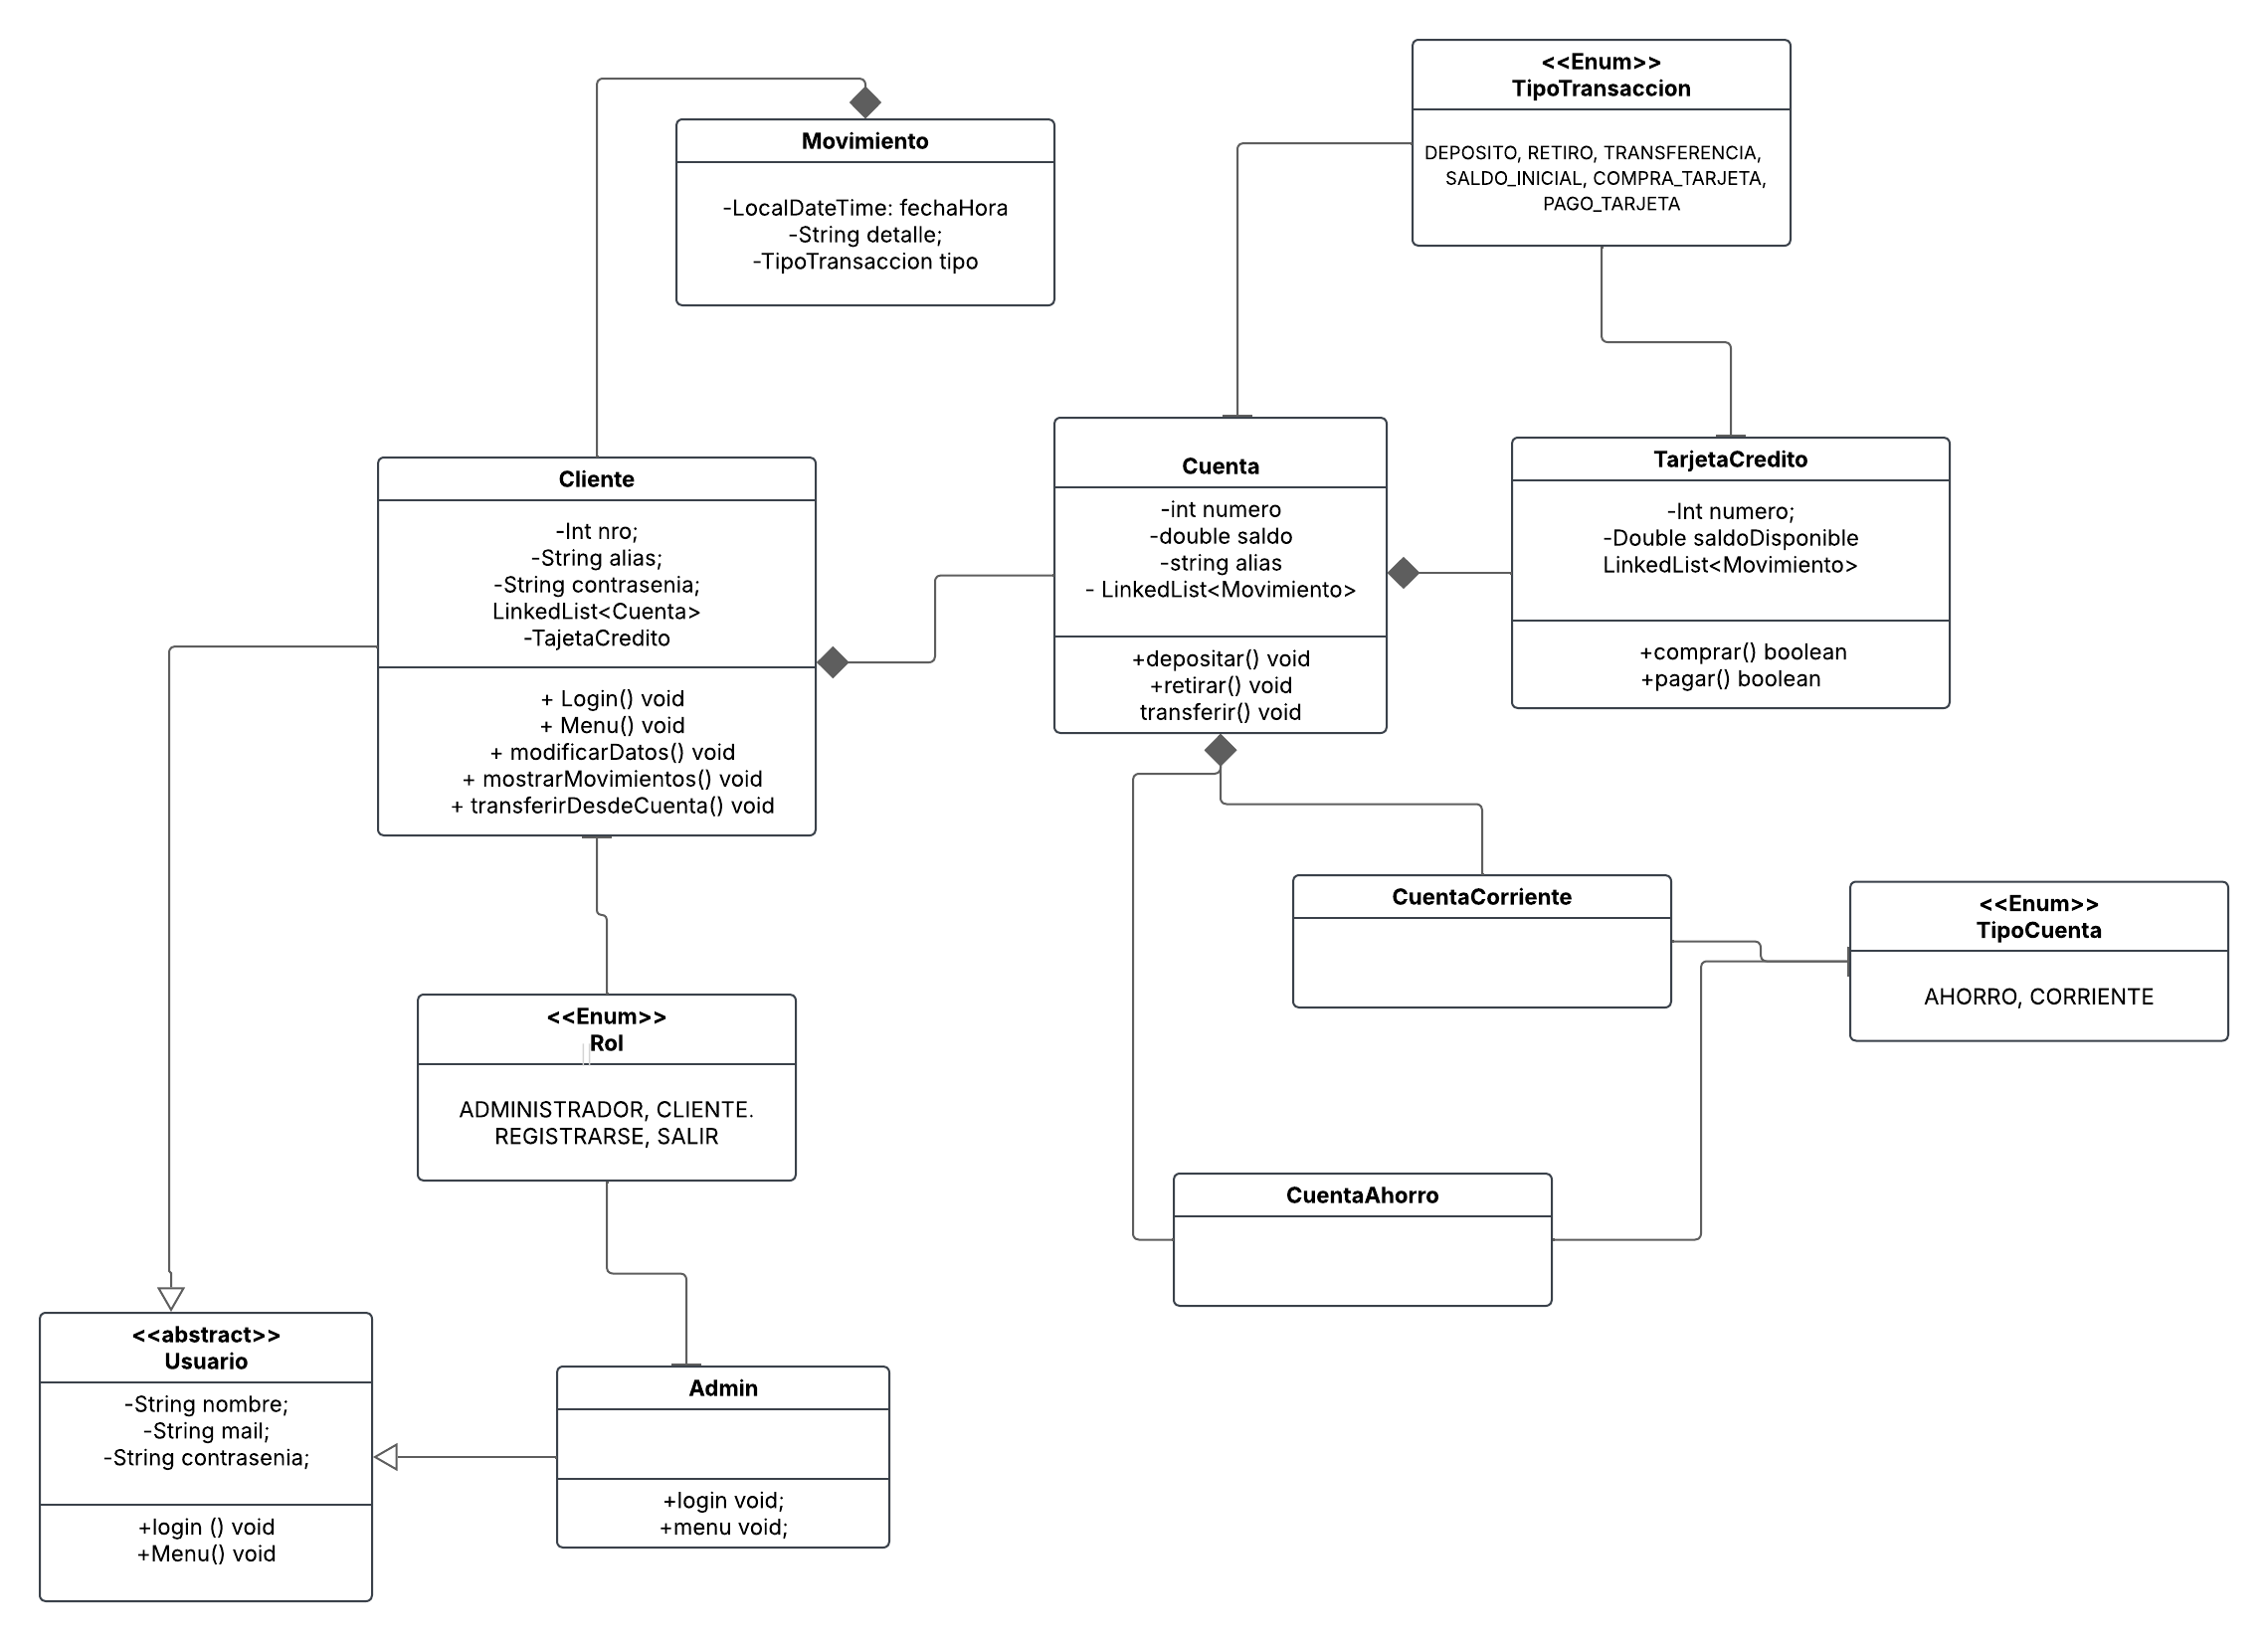 <<Enum>>
TipoTransaccion
DEPOSITO, RETIRO, TRANSFERENCIA,
SALDO_INICIAL, COMPRA_TARJETA,
PAGO_TARJETA
Movimiento
-LocalDateTime: fechaHora
-String detalle;
-TipoTransaccion tipo
Cliente
-Int nro;
-String alias;
-String contrasenia;
LinkedList<Cuenta>
-TajetaCredito
+ Login() void
+ Menu() void
+ modificarDatos() void
+ mostrarMovimientos() void
+ transferirDesdeCuenta() void
Cuenta
-int numero
-double saldo
-string alias
- LinkedList<Movimiento>
+depositar() void
+retirar() void
transferir() void
TarjetaCredito
-Int numero;
-Double saldoDisponible
LinkedList<Movimiento>
+comprar() boolean
+pagar() boolean
CuentaCorriente
<<Enum>>
TipoCuenta
AHORRO, CORRIENTE
<<Enum>>
Rol
ADMINISTRADOR, CLIENTE.
REGISTRARSE, SALIR
CuentaAhorro
<<abstract>>
Usuario
-String nombre;
-String mail;
-String contrasenia;
+login () void
+Menu() void
Admin
+login void;
+menu void;